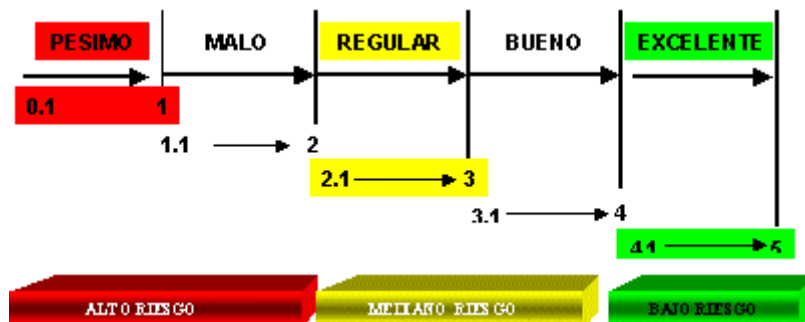 PESIMO MALO REGULAR BUENO EXCELENTE
0.1 1
1.1 2
2.1 3
3.1 4
4.1 5
ALTO RIESGO MEDIANO RIESGO BAJO RIESGO